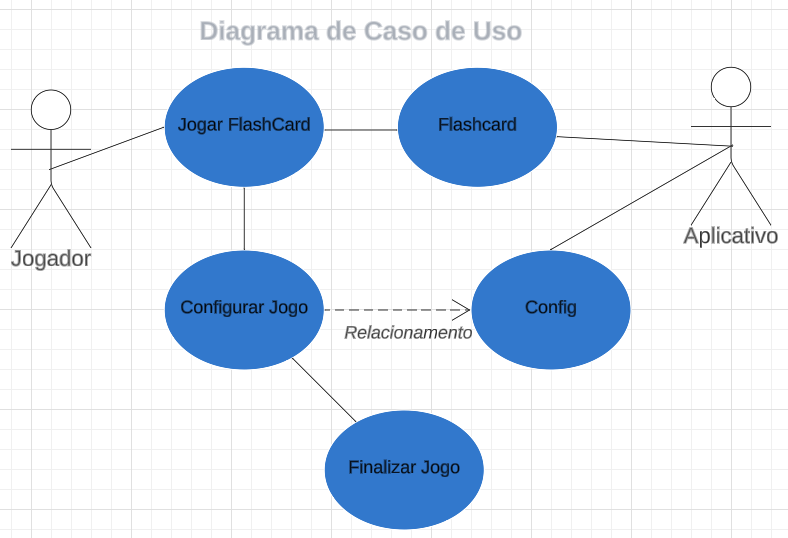 Diagrama de Caso de Uso
Jogar FlashCard
Flashcard
Aplicativo
Jogador
Configurar Jogo
Config
Relacionamento
Finalizar Jogo